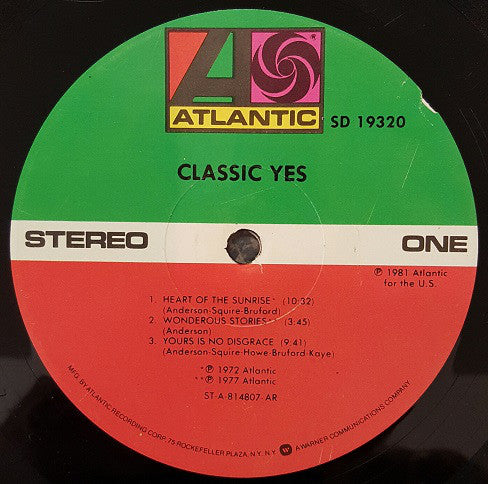 ATLANTIC
®
SD 19320
CLASSIC YES
STEREO
ONE
℗ 1981 Atlantic
for the U.S.
1. HEART OF THE SUNRISE* (10:32)
(Anderson-Squire-Bruford)
2. WONDEROUS STORIES** (3:45)
(Anderson)
3. YOURS IS NO DISGRACE (9:41)
(Anderson-Squire-Howe-Bruford-Kaye)
*℗ 1972 Atlantic
**℗ 1977 Atlantic
ST-A-814807-AR
MFG. BY ATLANTIC RECORDING CORP., 75 ROCKEFELLER PLAZA, N.Y. N.Y. W A WARNER COMMUNICATIONS COMPANY